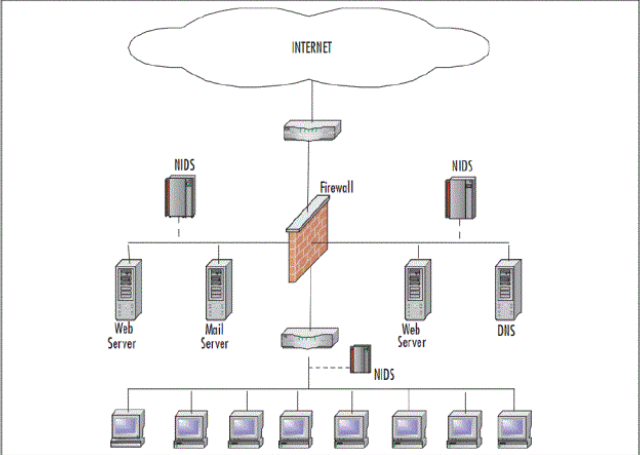 INTERNET
NIDS
NIDS
Firewall
Web
Server
Mail
Server
Web
Server
DNS
NIDS